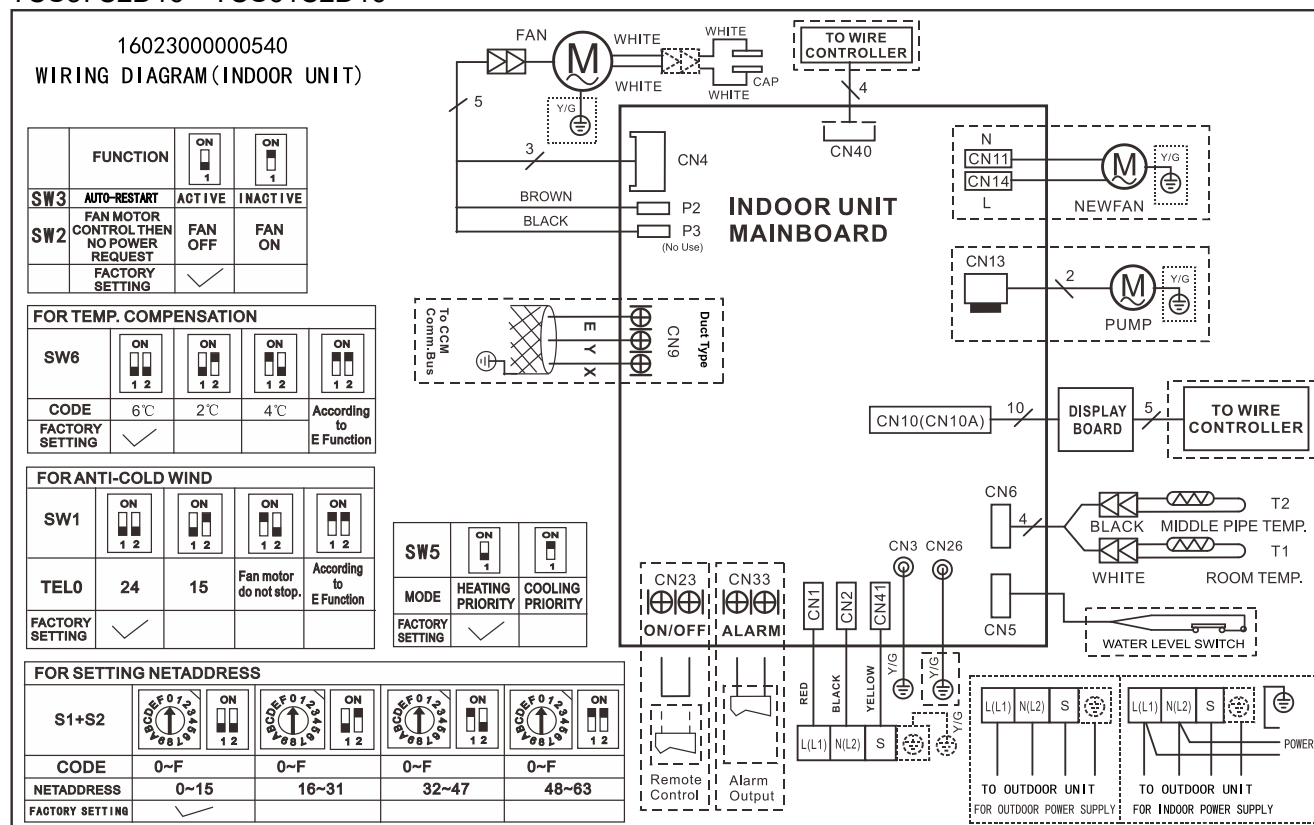 16023000000540
WIRING DIAGRAM(INDOOR UNIT)
FUNCTION
ON
1
ON
1
SW3 AUTO-RESTART ACTIVE INACTIVE
SW2 FAN MOTOR CONTROL THEN NO POWER REQUEST FAN OFF FAN ON
FACTORY SETTING
FOR TEMP. COMPENSATION
SW6
ON
1 2
ON
1 2
ON
1 2
ON
1 2
CODE 6℃ 2℃ 4℃ According to E Function
FACTORY SETTING
FOR ANTI-COLD WIND
SW1
ON
1 2
ON
1 2
ON
1 2
ON
1 2
TEL0 24 15 Fan motor do not stop. According to E Function
FACTORY SETTING
SW5
ON
1
ON
1
MODE HEATING PRIORITY COOLING PRIORITY
FACTORY SETTING
FOR SETTING NETADDRESS
S1+S2
0123456789ABCDEF
ON
1 2
0123456789ABCDEF
ON
1 2
0123456789ABCDEF
ON
1 2
0123456789ABCDEF
ON
1 2
CODE 0~F 0~F 0~F 0~F
NETADDRESS 0~15 16~31 32~47 48~63
FACTORY SETTING
FAN
M
WHITE
WHITE
WHITE
WHITE
CAP
Y/G
5
3
CN4
BROWN
P2
BLACK
P3
(No Use)
TO WIRE
CONTROLLER
4
CN40
INDOOR UNIT
MAINBOARD
N
CN11
CN14
L
M
Y/G
NEWFAN
CN13
2
M
Y/G
PUMP
To CCM
Comm.Bus
E
Y
X
CN9
Duct Type
CN10(CN10A)
10
DISPLAY
BOARD
5
TO WIRE
CONTROLLER
CN6
4
BLACK
T2
MIDDLE PIPE TEMP.
WHITE
T1
ROOM TEMP.
CN5
WATER LEVEL SWITCH
CN23
ON/OFF
Remote
Control
CN33
ALARM
Alarm
Output
CN1
CN2
CN41
CN3
CN26
RED
BLACK
YELLOW
Y/G
Y/G
Y/G
L(L1) N(L2) S
L(L1) N(L2) S
TO OUTDOOR UNIT
FOR OUTDOOR POWER SUPPLY
L(L1) N(L2) S
POWER
TO OUTDOOR UNIT
FOR INDOOR POWER SUPPLY